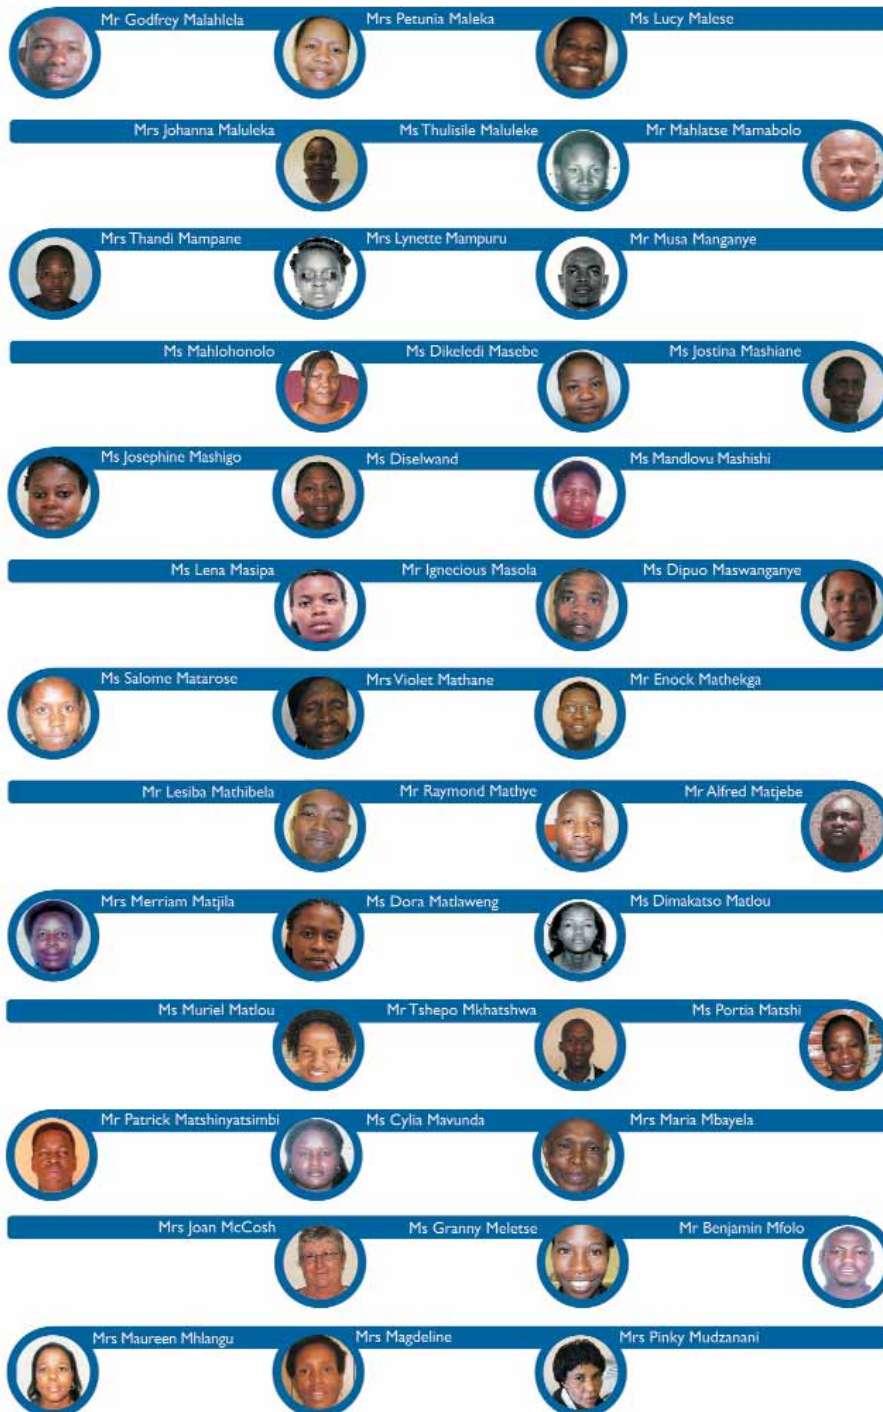 Mr Godfrey Malahlela Mrs Petunia Maleka Ms Lucy Malese
Mrs Johanna Maluleka Ms Thulisile Maluleke Mr Mahlatse Mamabolo
Mrs Thandi Mampane Mrs Lynette Mampuru Mr Musa Manganye
Ms Mahlohonolo Ms Dikeledi Masebe Ms Jostina Mashiane
Ms Josephine Mashigo Ms Diselwand Ms Mandlovu Mashishi
Ms Lena Masipa Mr Ignecious Masola Ms Dipuo Maswanganye
Ms Salome Matarose Mrs Violet Mathane Mr Enock Mathekga
Mr Lesiba Mathibela Mr Raymond Mathye Mr Alfred Matjebe
Mrs Merriam Matjila Ms Dora Matlaweng Ms Dimakatso Matlou
Ms Muriel Matlou Mr Tshepo Mkhatshwa Ms Portia Matshi
Mr Patrick Matshinyatsimbi Ms Cylia Mavunda Mrs Maria Mbayela
Mrs Joan McCosh Ms Granny Meletse Mr Benjamin Mfolo
Mrs Maureen Mhlangu Mrs Magdeline Mrs Pinky Mudzanani